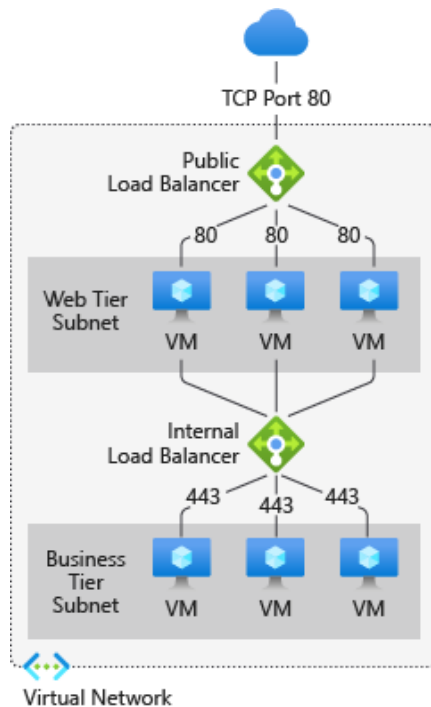 TCP Port 80
Public
Load Balancer
80 80 80
Web Tier
Subnet
VM VM VM
Internal
Load Balancer
443 443 443
Business
Tier
Subnet
VM VM VM
Virtual Network